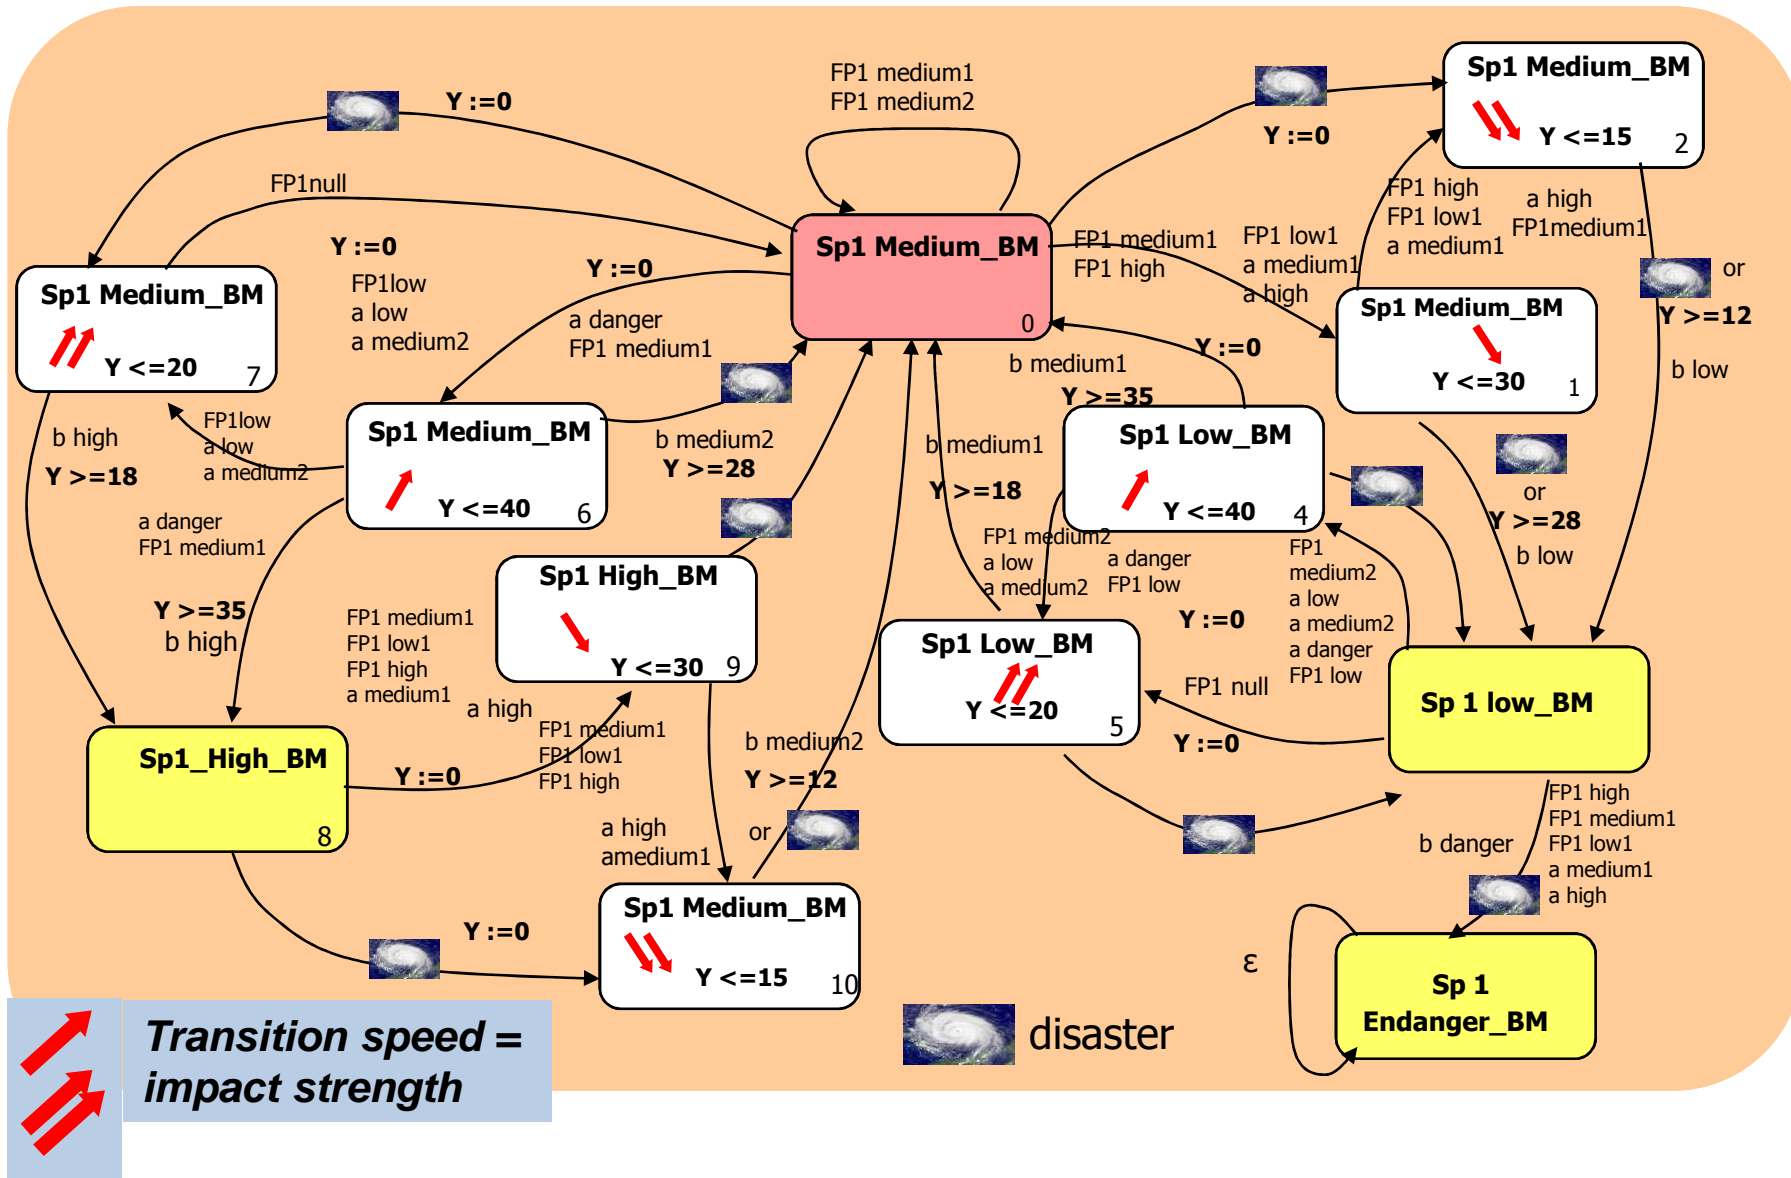 FP1 medium1
FP1 medium2
Y :=0
Y :=0
Sp1 Medium_BM
Y <=15
2
FP1null
FP1 high
FP1 low1
a medium1
a high
FP1medium1
Sp1 Medium_BM
0
FP1 medium1
FP1 high
FP1 low1
a medium1
a high
or
Y >=12
b low
Y :=0
FP1low
a low
a medium2
Y :=0
a danger
FP1 medium1
Sp1 Medium_BM
Y <=20
7
Sp1 Medium_BM
Y <=30
1
Y :=0
b medium1
Y >=35
b high
Y >=18
FP1low
a low
a medium2
Sp1 Medium_BM
Y <=40
6
b medium2
Y >=28
b medium1
Y >=18
Sp1 Low_BM
Y <=40
4
or
Y >=28
b low
a danger
FP1 medium1
FP1 medium2
a low
a medium2
a danger
FP1 low
FP1
medium2
a low
a medium2
a danger
FP1 low
Y >=35
b high
FP1 medium1
FP1 low1
FP1 high
a medium1
Sp1 High_BM
Y <=30
9
Y :=0
Sp1 Low_BM
Y <=20
5
FP1 null
Y :=0
Sp 1 low_BM
a high
FP1 medium1
FP1 low1
FP1 high
Sp1_High_BM
8
Y :=0
b medium2
Y >=12
or
a high
amedium1
b danger
FP1 high
FP1 medium1
FP1 low1
a medium1
a high
Y :=0
Sp1 Medium_BM
Y <=15
10
ε
Sp 1
Endanger_BM
disaster
Transition speed =
impact strength